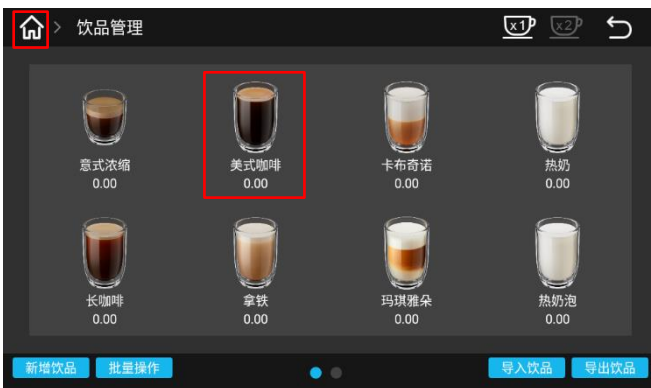 > 饮品管理 x1 x2
意式浓缩 美式咖啡 卡布奇诺 热奶
0.00 0.00 0.00 0.00
长咖啡 拿铁 玛琪雅朵 热奶泡
0.00 0.00 0.00 0.00
新增饮品 批量操作 导入饮品 导出饮品